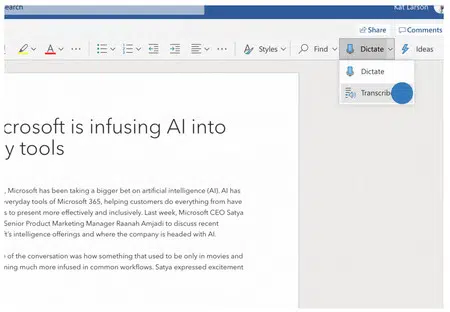 Search
Kat Larson
Share
Comments
A
Styles
Find
Dictate
Ideas
Dictate
Transcribe
crosoft is infusing AI into
y tools
, Microsoft has been taking a bigger bet on artificial intelligence (AI). AI has
everyday tools of Microsoft 365, helping customers do everything from have
s to present more effectively and inclusively. Last week, Microsoft CEO Satya
Senior Product Marketing Manager Raanah Amjadi to discuss recent
ft's intelligence offerings and where the company is headed with AI.
e of the conversation was how something that used to be only in movies and
ning much more infused in common workflows. Satya expressed excitement